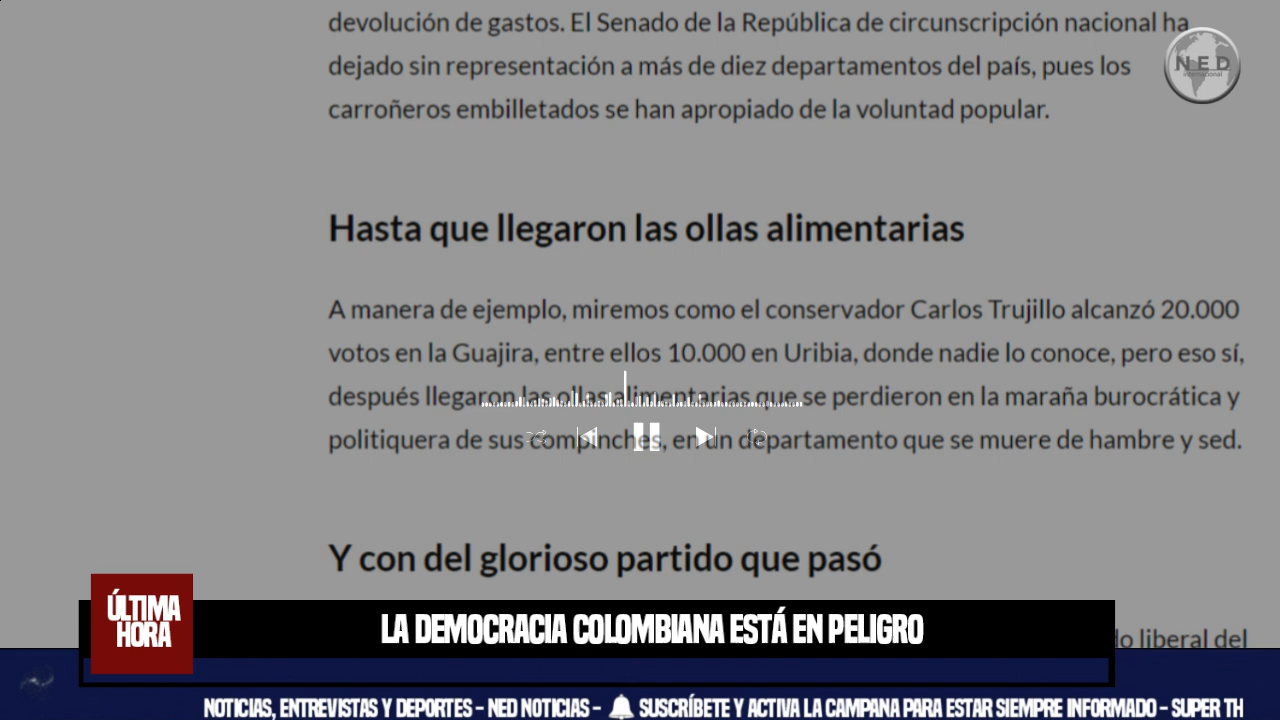 devolución de gastos. El Senado de la República de circunscripción nacional ha
dejado sin representación a más de diez departamentos del país, pues los
carroñeros embilletados se han apropiado de la voluntad popular.
NED
internacional
Hasta que llegaron las ollas alimentarias
A manera de ejemplo, miremos como el conservador Carlos Trujillo alcanzó 20.000
votos en la Guajira, entre ellos 10.000 en Uribia, donde nadie lo conoce, pero eso sí,
después llegaron las ollas alimentarias que se perdieron en la maraña burocrática y
politiquera de sus compinches, en un departamento que se muere de hambre y sed.
Y con del glorioso partido que pasó
liberal del
ÚLTIMA
HORA
LA DEMOCRACIA COLOMBIANA ESTÁ EN PELIGRO
NOTICIAS, ENTREVISTAS Y DEPORTES - NED NOTICIAS - 🔔 SUSCRÍBETE Y ACTIVA LA CAMPANA PARA ESTAR SIEMPRE INFORMADO - SUPER TH